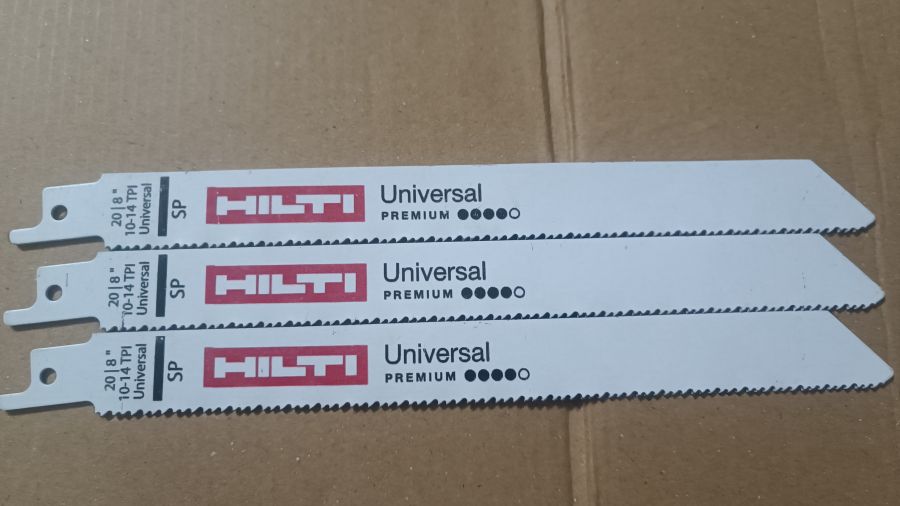 20 | 8"
10-14 TPI
Universal
SP
HILTI
Universal
PREMIUM
20 | 8"
10-14 TPI
Universal
SP
HILTI
Universal
PREMIUM
20 | 8"
10-14 TPI
Universal
SP
HILTI
Universal
PREMIUM